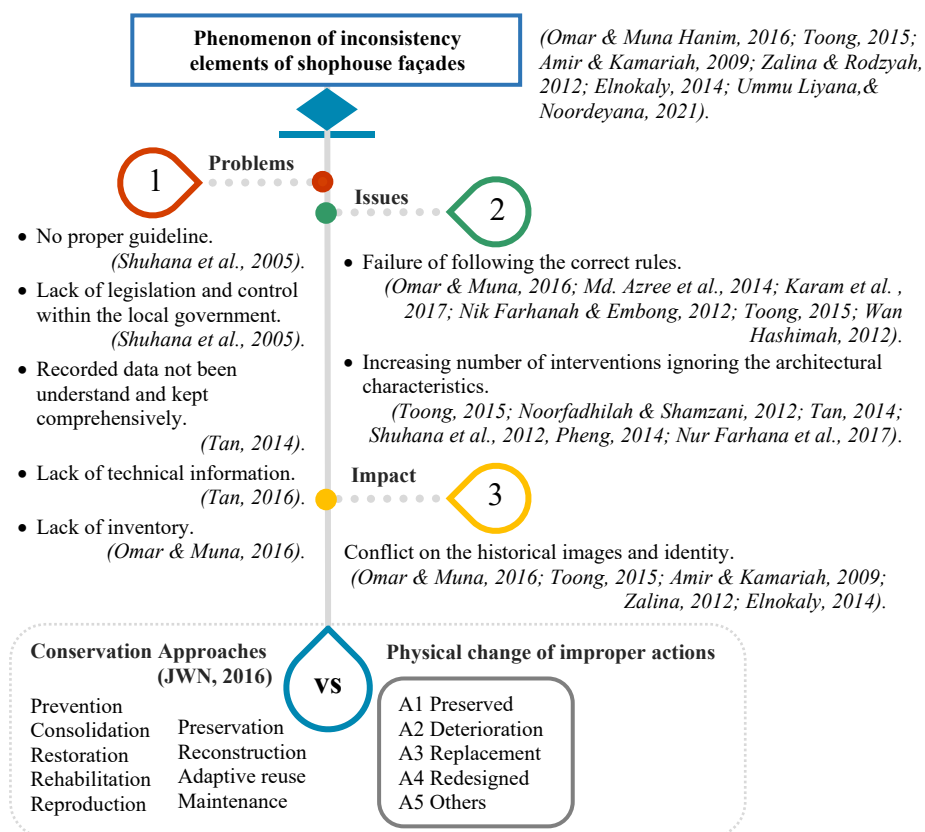 Phenomenon of inconsistency
elements of shophouse façades
(Omar & Muna Hanim, 2016; Toong, 2015;
Amir & Kamariah, 2009; Zalina & Rodzyah,
2012; Elnokaly, 2014; Ummu Liyana,&
Noordeyana, 2021).
1
Problems
• No proper guideline.
(Shuhana et al., 2005).
• Lack of legislation and control
within the local government.
(Shuhana et al., 2005).
• Recorded data not been
understand and kept
comprehensively.
(Tan, 2014).
• Lack of technical information.
(Tan, 2016).
• Lack of inventory.
(Omar & Muna, 2016).
Issues
2
• Failure of following the correct rules.
(Omar & Muna, 2016; Md. Azree et al., 2014; Karam et al. ,
2017; Nik Farhanah & Embong, 2012; Toong, 2015; Wan
Hashimah, 2012).
• Increasing number of interventions ignoring the architectural
characteristics.
(Toong, 2015; Noorfadhilah & Shamzani, 2012; Tan, 2014;
Shuhana et al., 2012, Pheng, 2014; Nur Farhana et al., 2017).
Impact
3
Conflict on the historical images and identity.
(Omar & Muna, 2016; Toong, 2015; Amir & Kamariah, 2009;
Zalina, 2012; Elnokaly, 2014).
Conservation Approaches
(JWN, 2016)
Prevention
Consolidation
Restoration
Rehabilitation
Reproduction
Preservation
Reconstruction
Adaptive reuse
Maintenance
vs
Physical change of improper actions
A1 Preserved
A2 Deterioration
A3 Replacement
A4 Redesigned
A5 Others